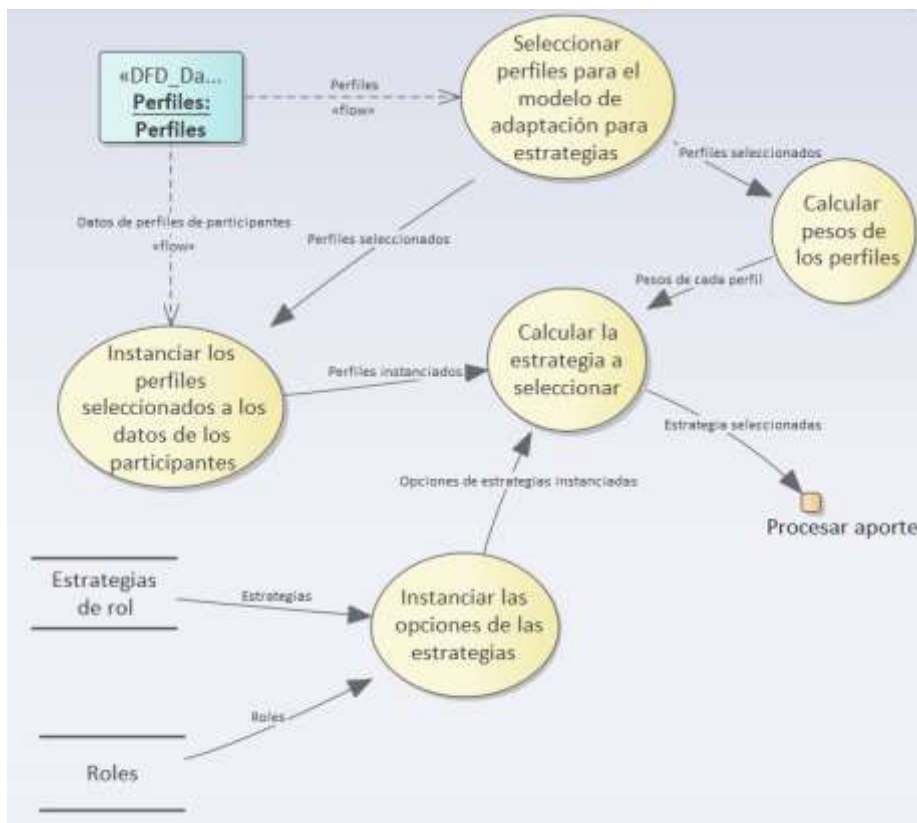 «DFD_Da...
Perfiles:
Perfiles
Perfiles
«flow»
Seleccionar
perfiles para el
modelo de
adaptación para
estrategias
Perfiles seleccionados
Calcular
pesos de
los perfiles
Datos de perfiles de participantes
«flow»
Perfiles seleccionados
Pesos de cada perfil
Instanciar los
perfiles
seleccionados a los
datos de los
participantes
Perfiles instanciados
Calcular la
estrategia a
seleccionar
Estrategia seleccionadas
Procesar aporte
Opciones de estrategias instanciadas
Estrategias
de rol
Estrategias
Instanciar las
opciones de las
estrategias
Roles
Roles